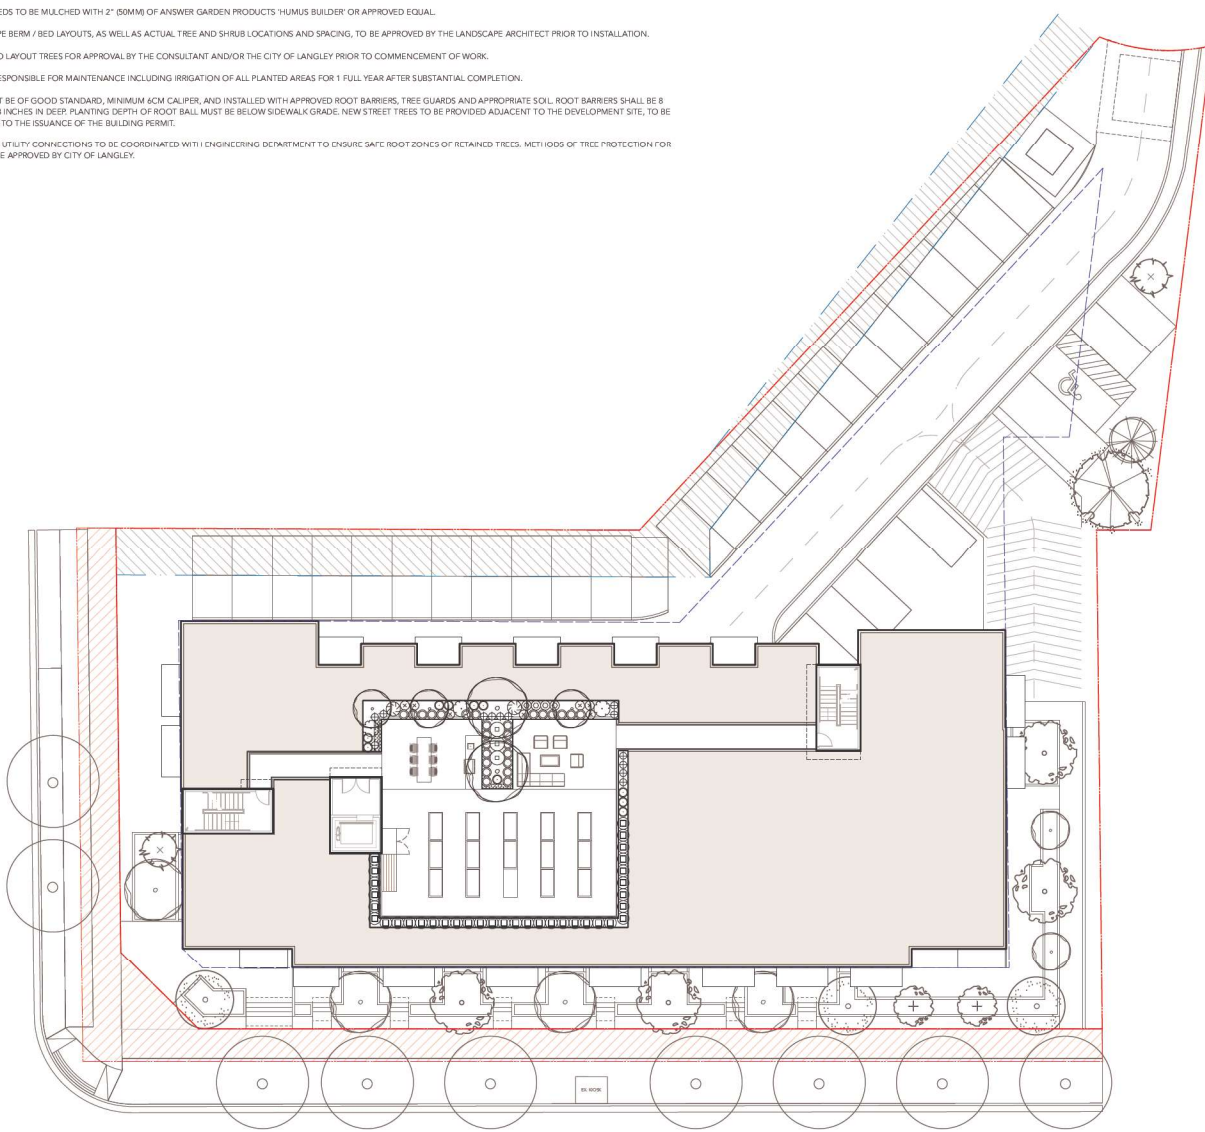 EDS TO BE MULCHED WITH 2" (50MM) OF ANSWER GARDEN PRODUCTS 'HUMUS BUILDER' OR APPROVED EQUAL.
PE BERM / BED LAYOUTS, AS WELL AS ACTUAL TREE AND SHRUB LOCATIONS AND SPACING, TO BE APPROVED BY THE LANDSCAPE ARCHITECT PRIOR TO INSTALLATION.
O LAYOUT TREES FOR APPROVAL BY THE CONSULTANT AND/OR THE CITY OF LANGLEY PRIOR TO COMMENCEMENT OF WORK.
ESPONSIBLE FOR MAINTENANCE INCLUDING IRRIGATION OF ALL PLANTED AREAS FOR 1 FULL YEAR AFTER SUBSTANTIAL COMPLETION.
T BE OF GOOD STANDARD, MINIMUM 6CM CALIPER, AND INSTALLED WITH APPROVED ROOT BARRIERS, TREE GUARDS AND APPROPRIATE SOIL. ROOT BARRIERS SHALL BE 8
8 INCHES IN DEEP. PLANTING DEPTH OF ROOT BALL MUST BE BELOW SIDEWALK GRADE. NEW STREET TREES TO BE PROVIDED ADJACENT TO THE DEVELOPMENT SITE, TO BE
TO THE ISSUANCE OF THE BUILDING PERMIT.
UTILITY CONNECTIONS TO BE COORDINATED WITH ENGINEERING DEPARTMENT TO ENSURE SAFE ROOT ZONES OF RETAINED TREES. METHODS OF TREE PROTECTION FOR
E APPROVED BY CITY OF LANGLEY.